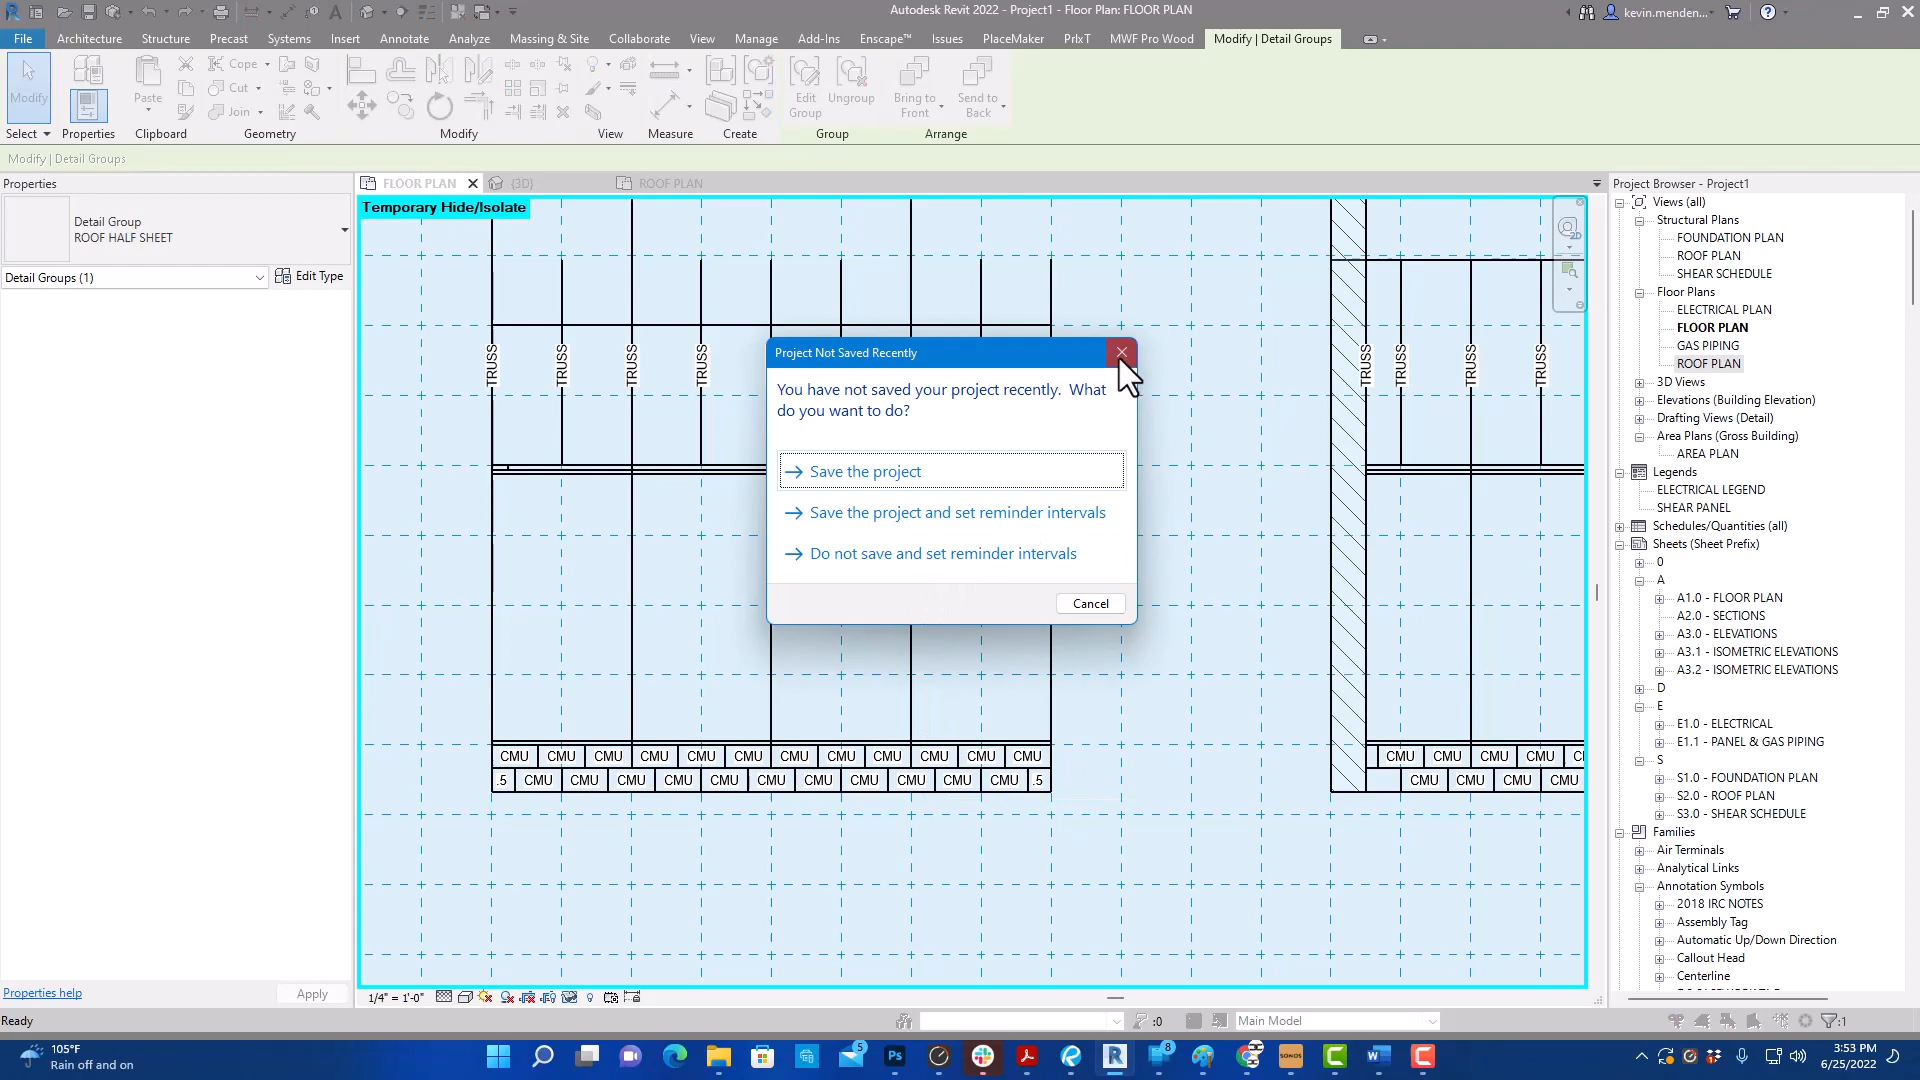 Autodesk Revit 2022 - Project1 - Floor Plan: FLOOR PLAN
kevin.menden...
File Architecture Structure Precast Systems Insert Annotate Analyze Massing & Site Collaborate View Manage Add-Ins Enscape™ Issues PlaceMaker PrlxT MWF Pro Wood Modify | Detail Groups
Modify
Paste
Cope
Cut
Join
Edit Group
Ungroup
Bring to Front
Send to Back
Select Properties Clipboard Geometry Modify View Measure Create Group Arrange
Modify | Detail Groups
Properties
Detail Group
ROOF HALF SHEET
Detail Groups (1)
Edit Type
Properties help
Apply
FLOOR PLAN
{3D}
ROOF PLAN
Temporary Hide/Isolate
2D
TRUSS TRUSS TRUSS TRUSS
TRUSS TRUSS TRUSS TRUSS
Project Not Saved Recently
You have not saved your project recently. What
do you want to do?
Save the project
Save the project and set reminder intervals
Do not save and set reminder intervals
Cancel
CMU CMU CMU CMU CMU CMU CMU CMU CMU CMU CMU CMU
.5 CMU CMU CMU CMU CMU CMU CMU CMU CMU CMU CMU .5
CMU CMU CMU CMU
CMU CMU CMU CMU
1/4" = 1'-0"
Project Browser - Project1
Views (all)
Structural Plans
FOUNDATION PLAN
ROOF PLAN
SHEAR SCHEDULE
Floor Plans
ELECTRICAL PLAN
FLOOR PLAN
GAS PIPING
ROOF PLAN
3D Views
Elevations (Building Elevation)
Drafting Views (Detail)
Area Plans (Gross Building)
AREA PLAN
Legends
ELECTRICAL LEGEND
SHEAR PANEL
Schedules/Quantities (all)
Sheets (Sheet Prefix)
0
A
A1.0 - FLOOR PLAN
A2.0 - SECTIONS
A3.0 - ELEVATIONS
A3.1 - ISOMETRIC ELEVATIONS
A3.2 - ISOMETRIC ELEVATIONS
D
E
E1.0 - ELECTRICAL
E1.1 - PANEL & GAS PIPING
S
S1.0 - FOUNDATION PLAN
S2.0 - ROOF PLAN
S3.0 - SHEAR SCHEDULE
Families
Air Terminals
Analytical Links
Annotation Symbols
2018 IRC NOTES
Assembly Tag
Automatic Up/Down Direction
Callout Head
Centerline
Ready
:0
Main Model
:1
105°F
Rain off and on
5
Ps
R
8
SONOS
C
W
C
3:53 PM
6/25/2022